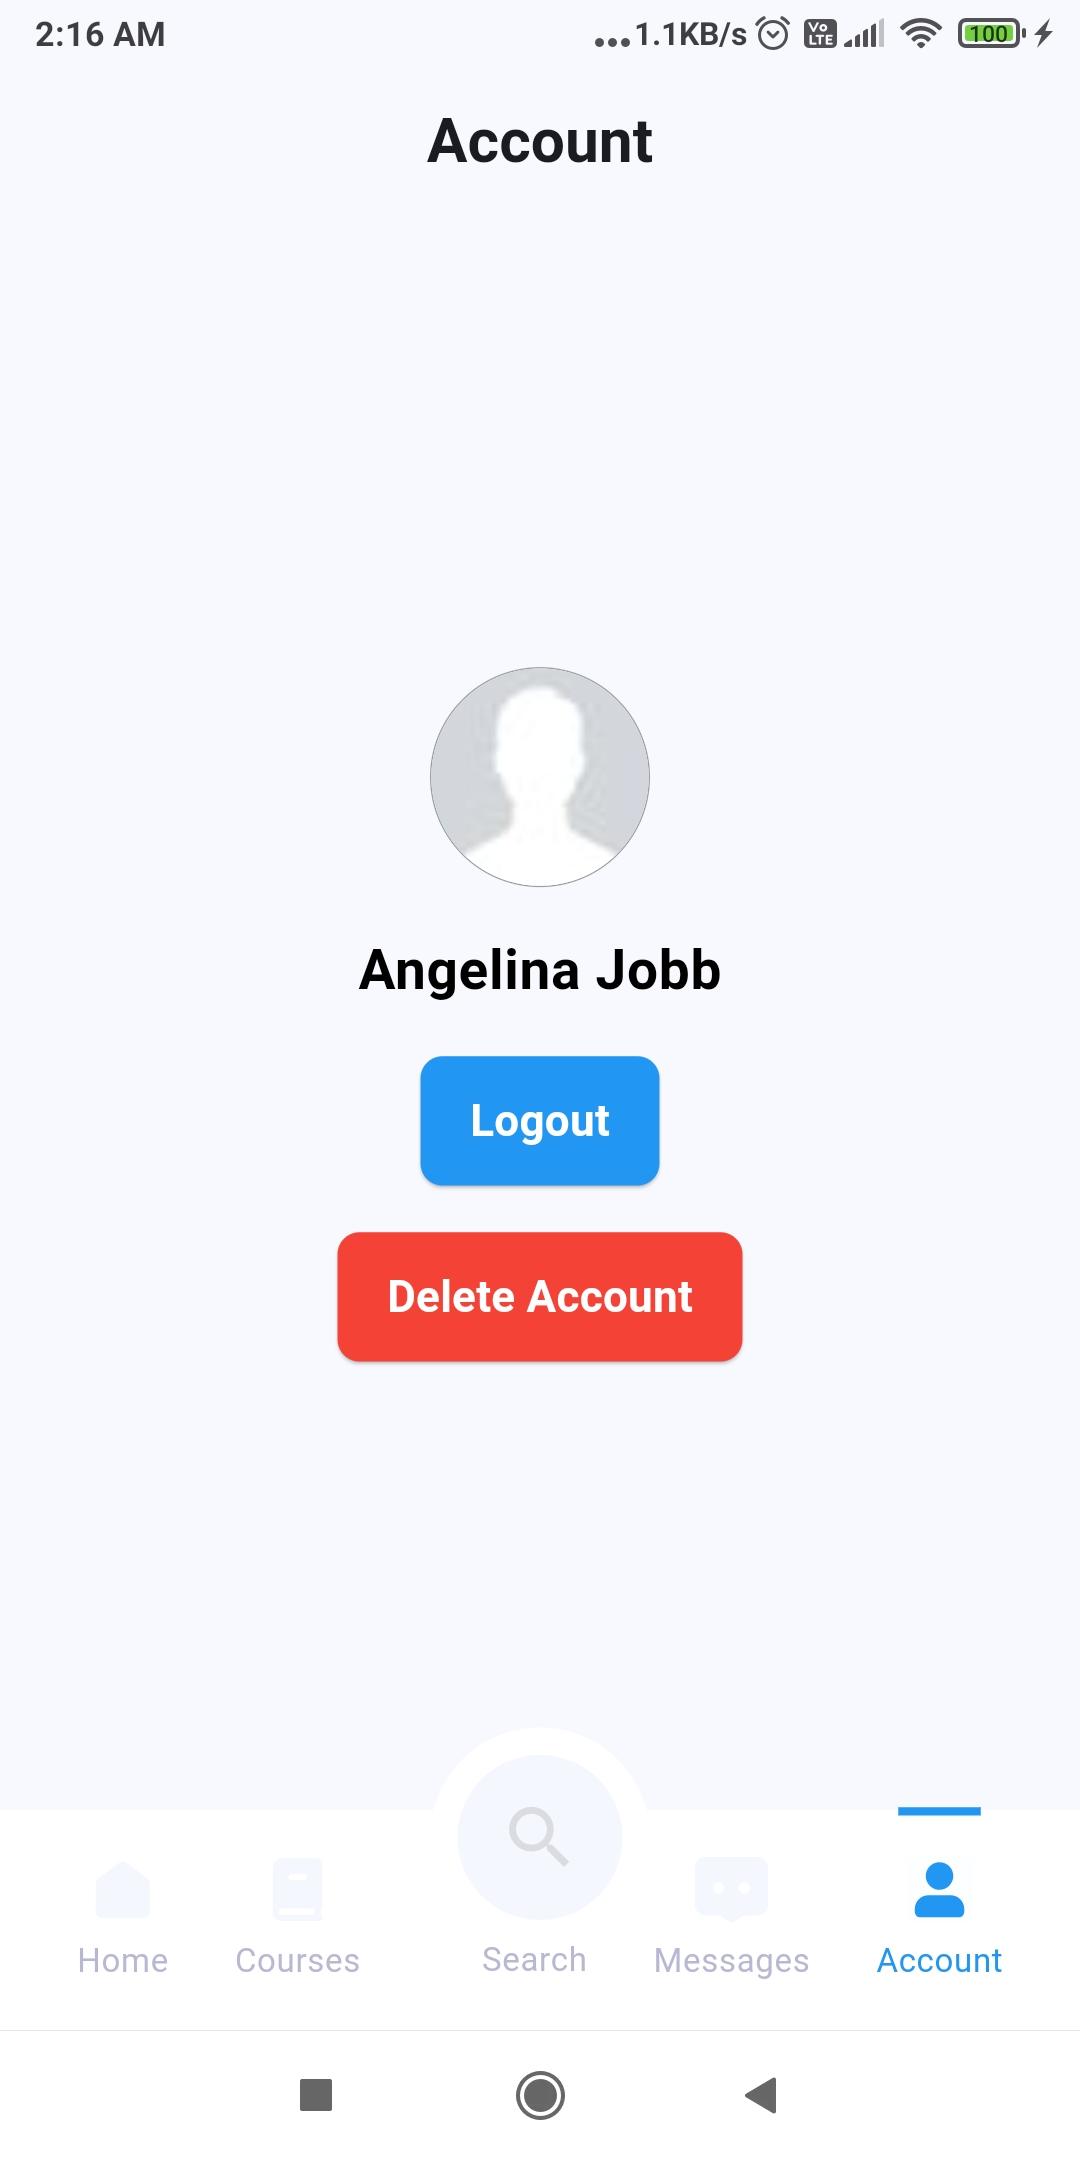 2:16 AM ...1.1KB/s Vo LTE 100
Account
Angelina Jobb
Logout
Delete Account
Home Courses Search Messages Account